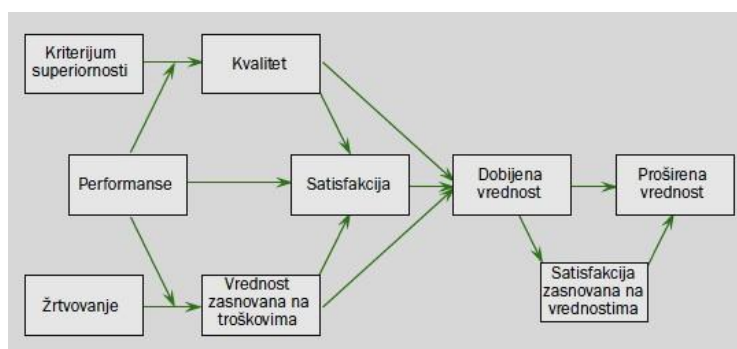 Kriterijum
superiornosti
Kvalitet
Performanse
Satisfakcija
Dobijena
vrednost
Proširena
vrednost
Žrtvovanje
Vrednost
zasnovana na
troškovima
Satisfakcija
zasnovana na
vrednostima